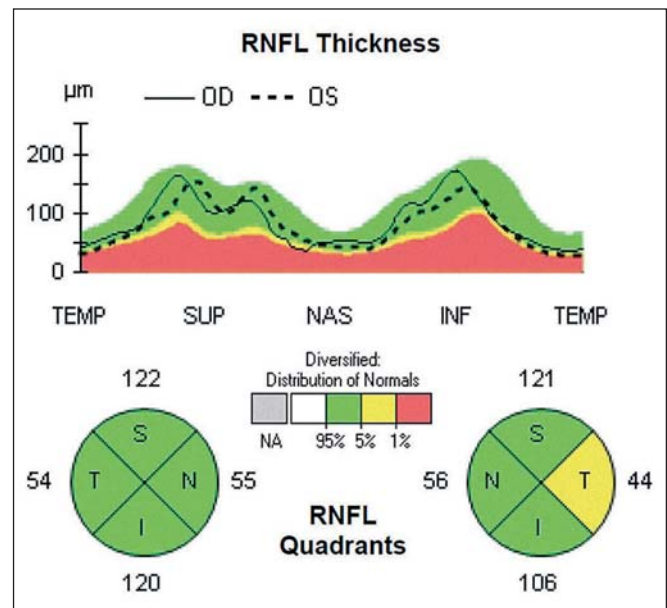 RNFL Thickness
µm
OD OS
200
100
0
TEMP SUP NAS INF TEMP
Diversified:
Distribution of Normals
NA 95% 5% 1%
122
S
54 T N 55
I
120
RNFL
Quadrants
121
S
56 N T 44
I
106